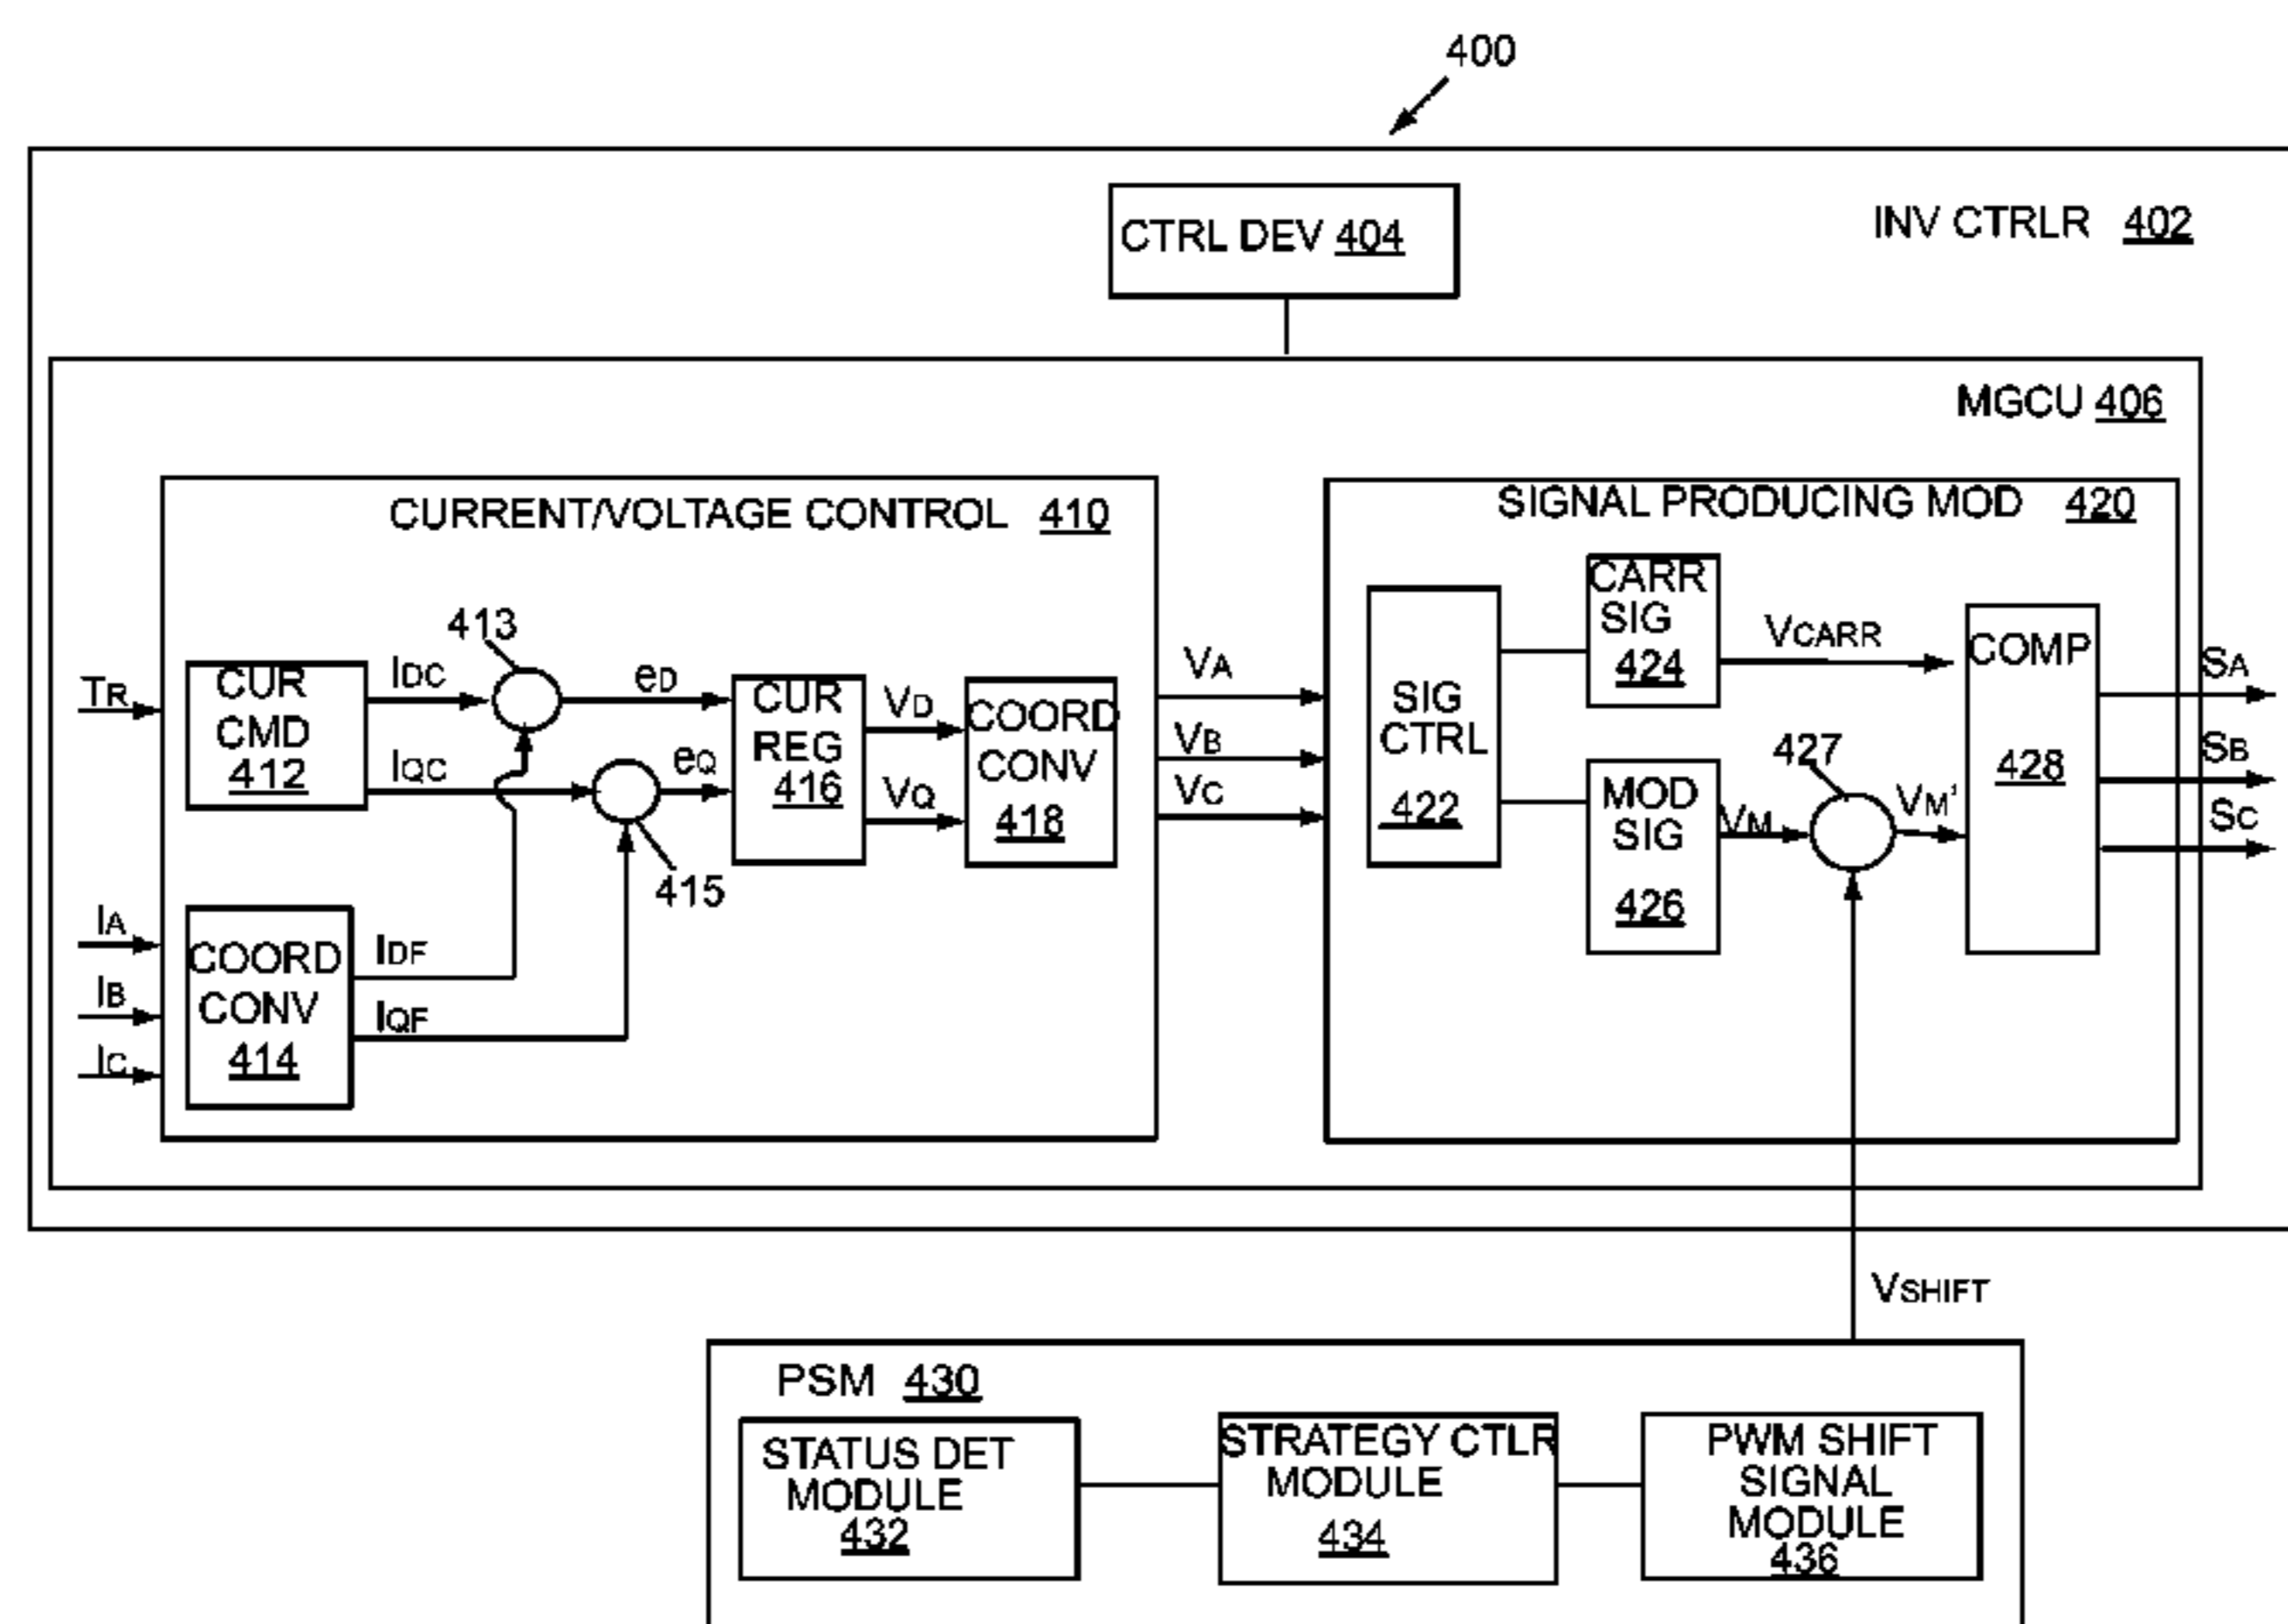 400
CTRL DEV 404
INV CTRLR 402
MGCU 406
CURRENT/VOLTAGE CONTROL 410
TR
IA
IB
IC
CUR
CMD
412
IDC
IQC
413
COORD
CONV
414
IDF
IQF
415
eD
eQ
CUR
REG
416
VD
VQ
COORD
CONV
418
VA
VB
VC
SIGNAL PRODUCING MOD 420
SIG
CTRL
422
CARR
SIG
424
VCARR
MOD
SIG
426
VM
427
VM'
COMP
428
SA
SB
SC
VSHIFT
PSM 430
STATUS DET
MODULE
432
STRATEGY CTLR
MODULE
434
PWM SHIFT
SIGNAL
MODULE
436